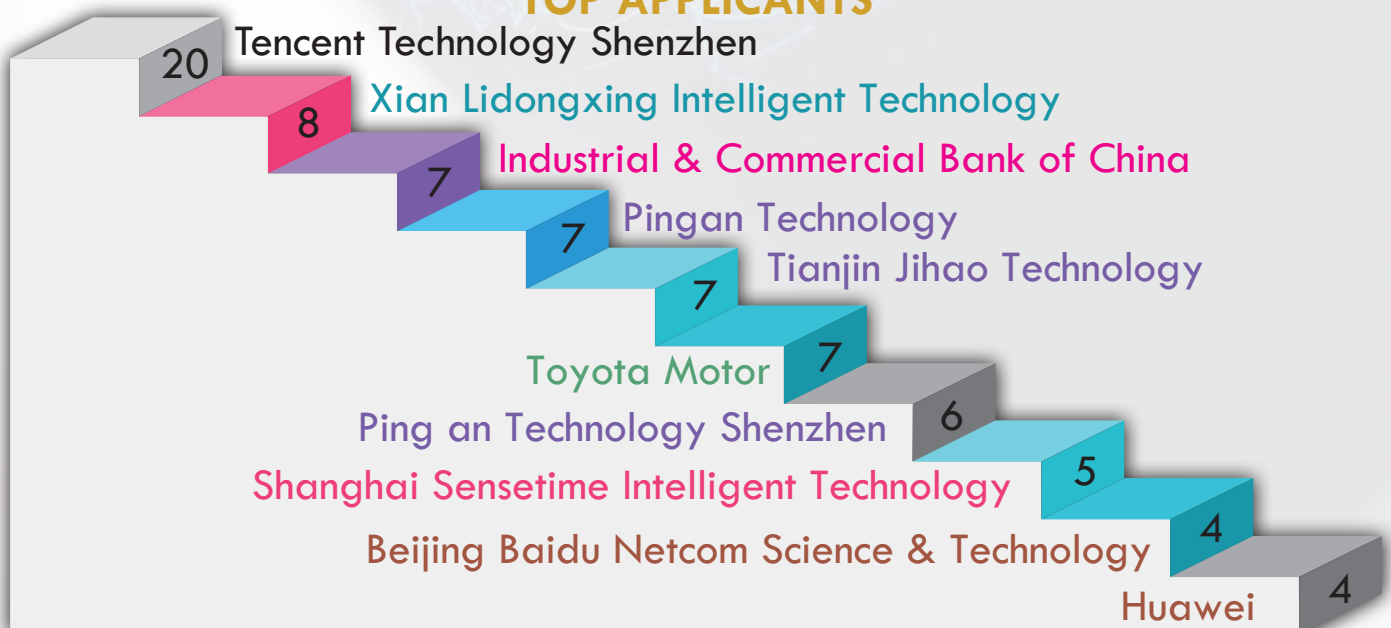 TOP APPLICANTS
20 Tencent Technology Shenzhen
8 Xian Lidongxing Intelligent Technology
7 Industrial & Commercial Bank of China
7 Pingan Technology
7 Tianjin Jihao Technology
Toyota Motor 7
Ping an Technology Shenzhen 6
Shanghai Sensetime Intelligent Technology 5
Beijing Baidu Netcom Science & Technology 4
Huawei 4